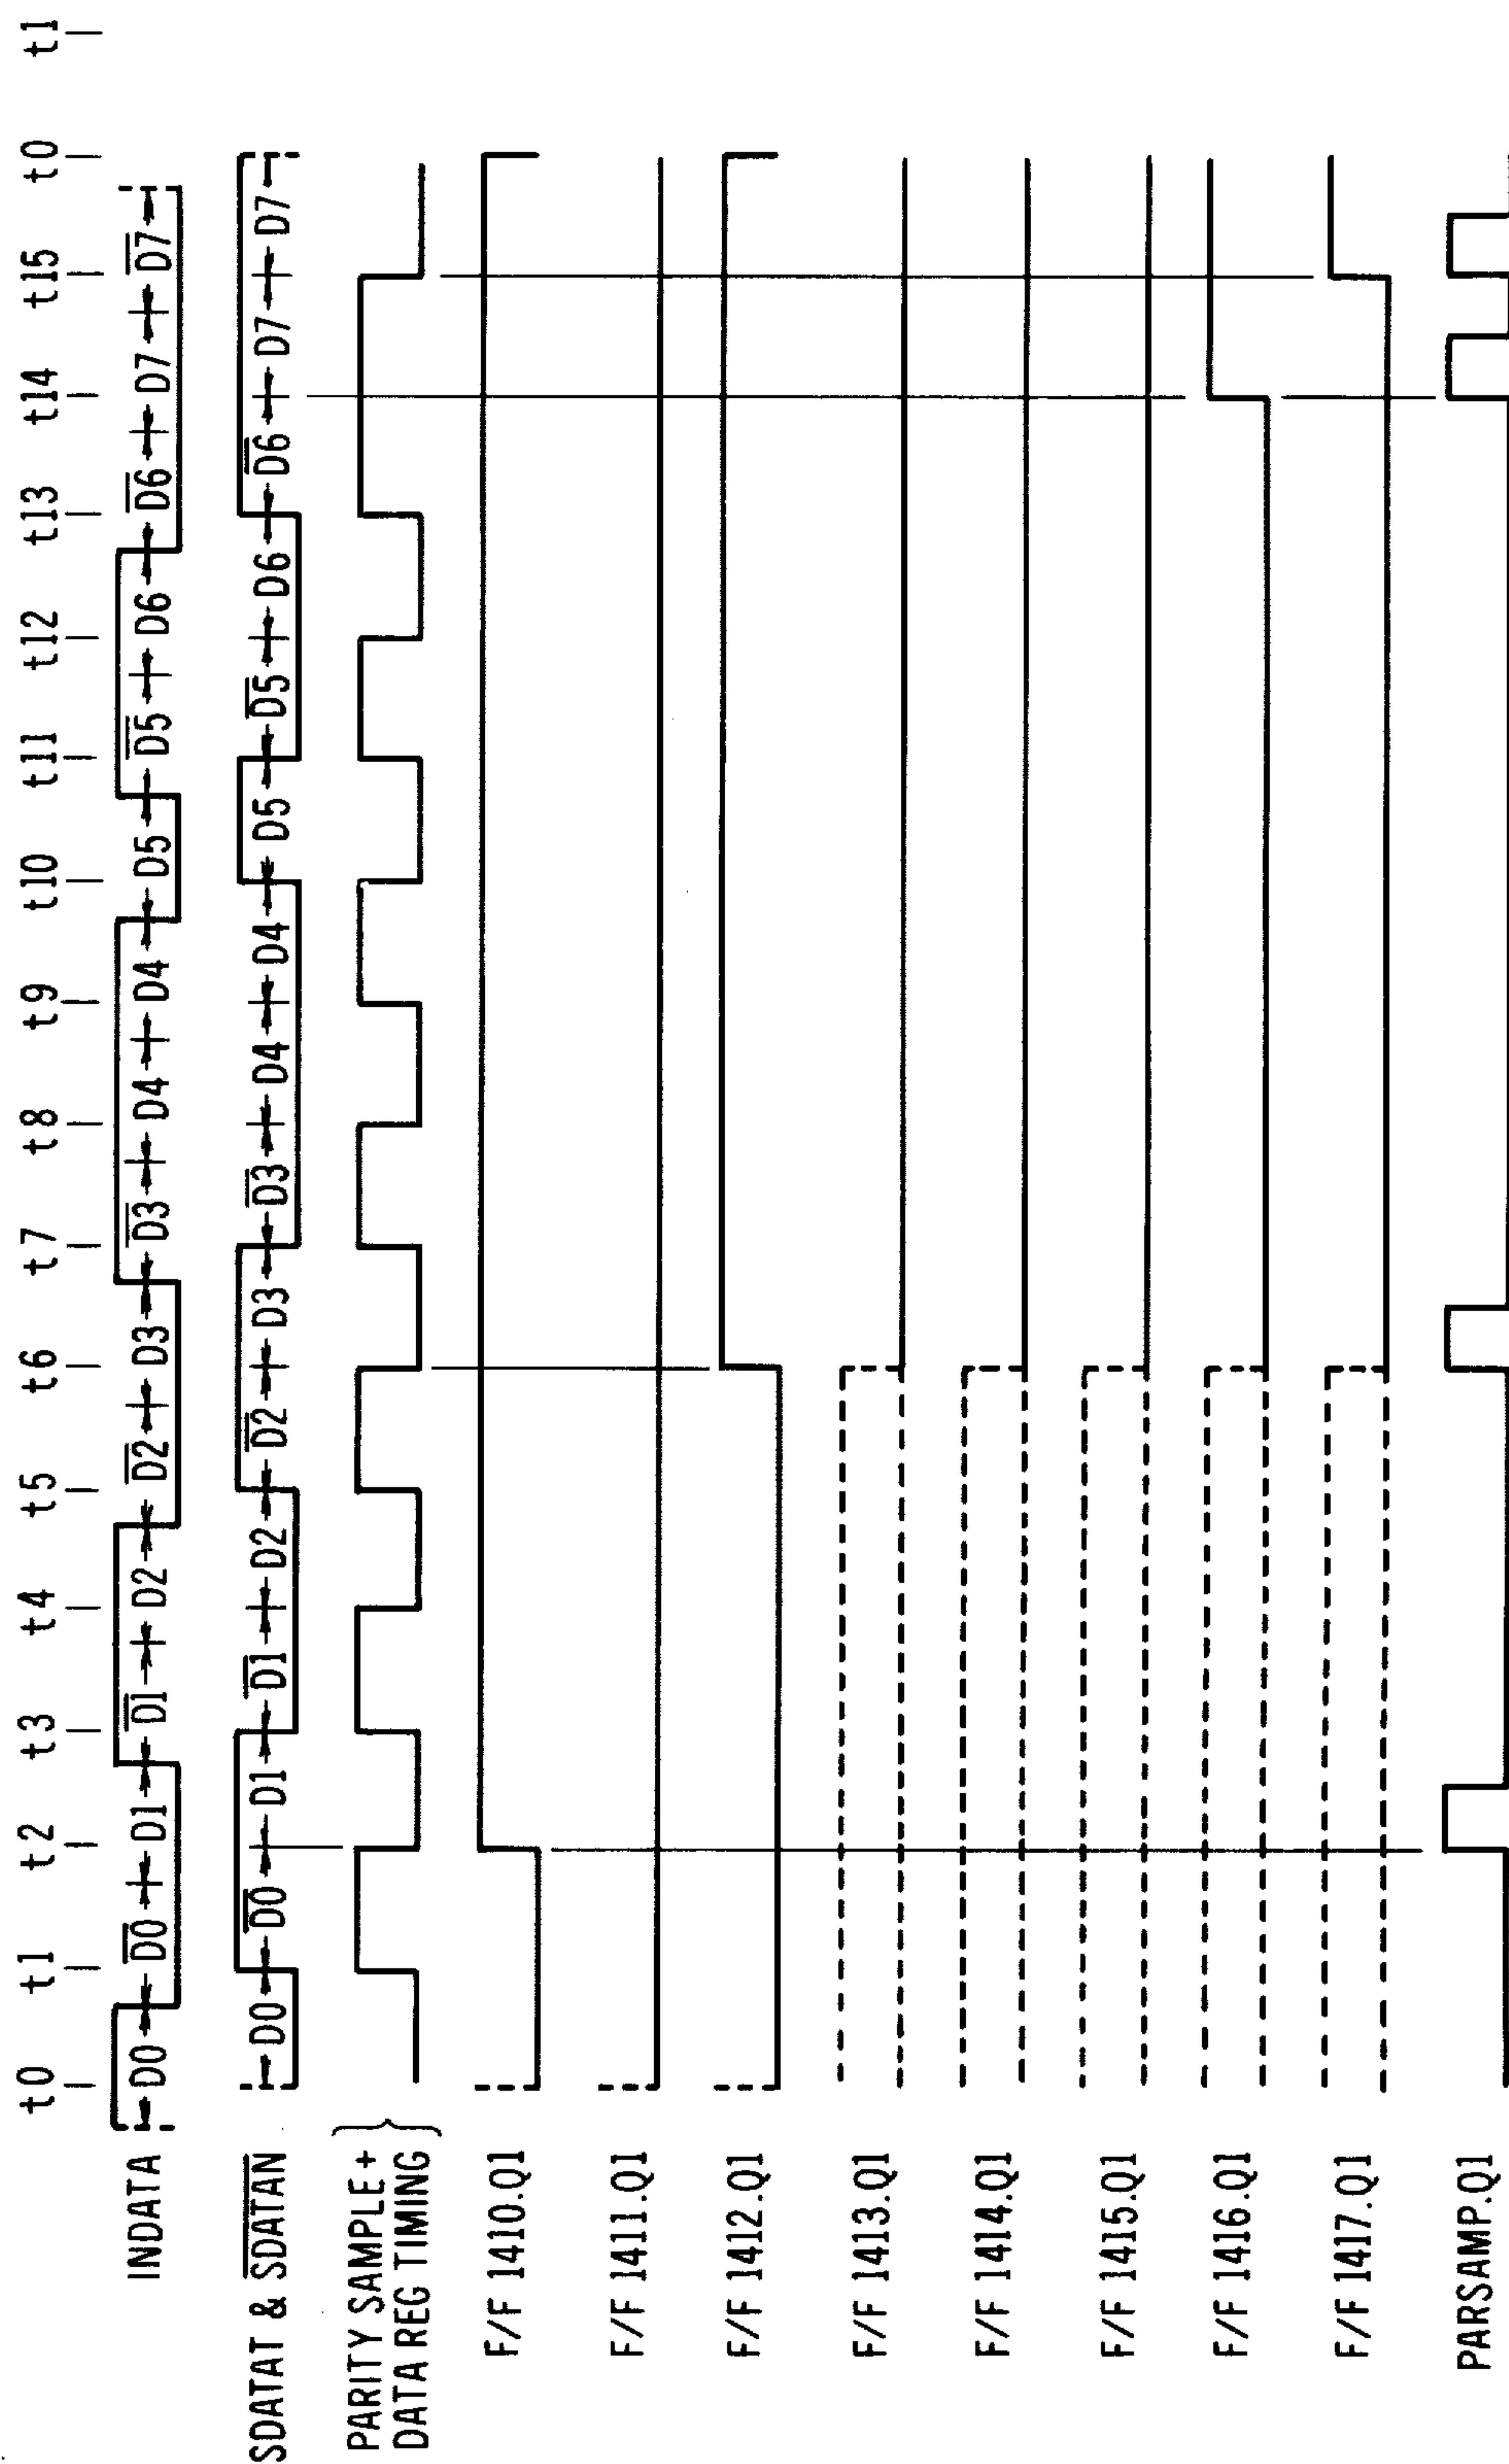 t0 t1 t2 t3 t4 t5 t6 t7 t8 t9 t10 t11 t12 t13 t14 t15 t0 t1
INDATA D0 D̅0̅ D1 D̅1̅ D2 D̅2̅ D3 D̅3̅ D4 D4 D5 D̅5̅ D6 D̅6̅ D7 D̅7̅
SDATAT & S̅D̅A̅T̅A̅N̅ D0 D̅0̅ D1 D̅1̅ D2 D̅2̅ D3 D̅3̅ D4 D4 D5 D̅5̅ D6 D̅6̅ D7 D7
PARITY SAMPLE +
DATA REG TIMING
F/F 1410.Q1
F/F 1411.Q1
F/F 1412.Q1
F/F 1413.Q1
F/F 1414.Q1
F/F 1415.Q1
F/F 1416.Q1
F/F 1417.Q1
PARSAMP.Q1